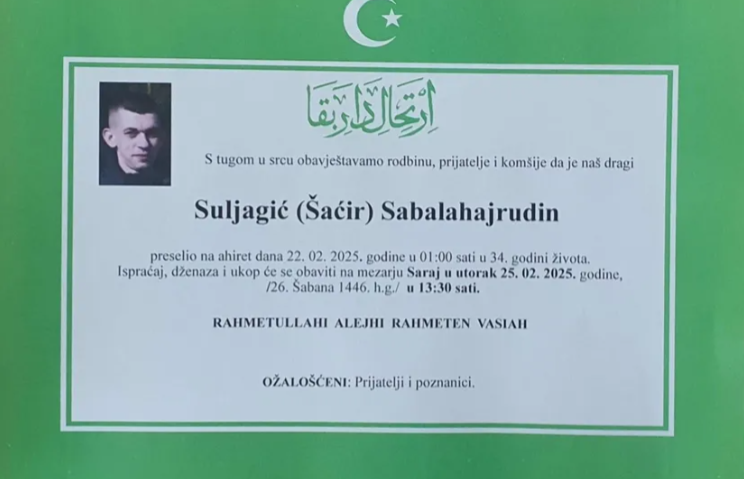 ارتحال دار بقا
S tugom u srcu obavještavamo rodbinu, prijatelje i komšije da je naš dragi
Suljagić (Šaćir) Sabalahajrudin
preselio na ahiret dana 22. 02. 2025. godine u 01:00 sati u 34. godini života.
Ispraćaj, dženaza i ukop će se obaviti na mezarju Saraj u utorak 25. 02. 2025. godine,
/26. Šabana 1446. h.g./ u 13:30 sati.
RAHMETULLAHI ALEJHI RAHMETEN VASIAH
OŽALOŠĆENI: Prijatelji i poznanici.